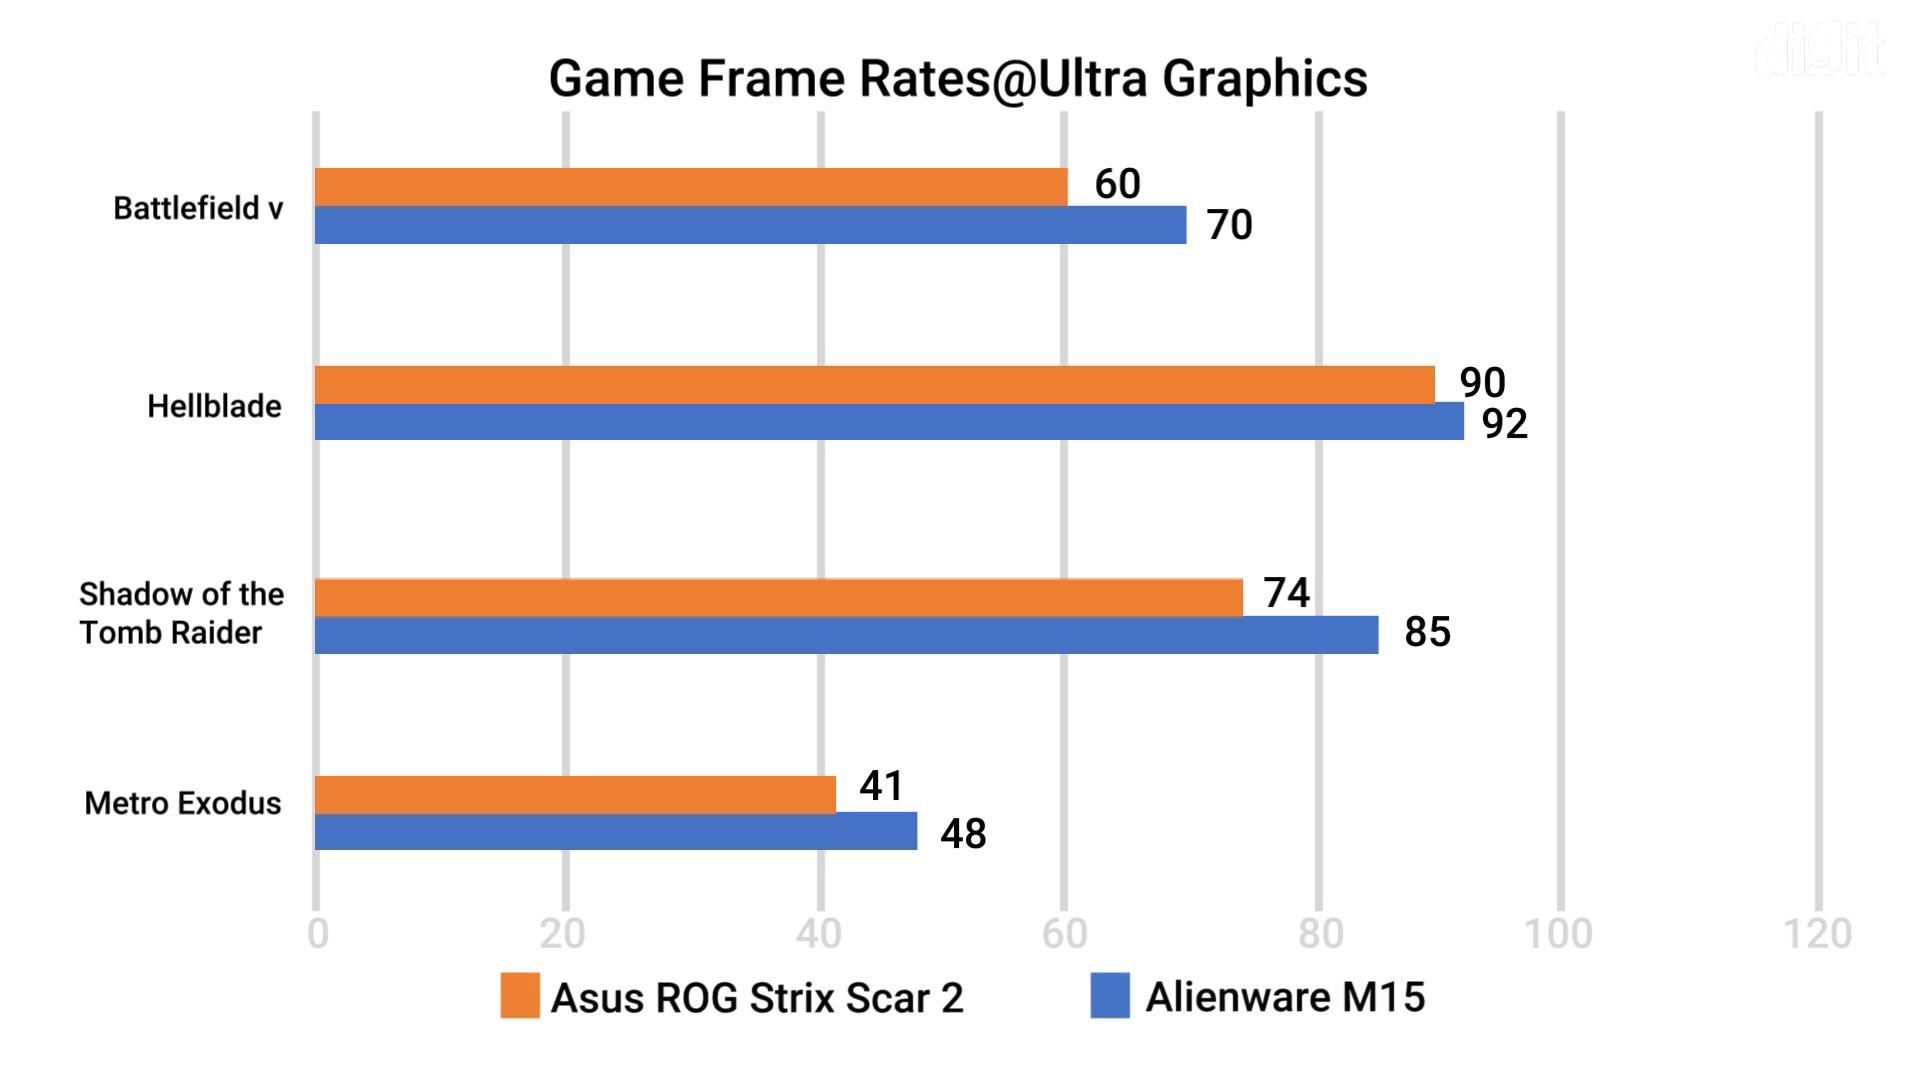 digit
Game Frame Rates@Ultra Graphics
Battlefield v
60
70
Hellblade
90
92
Shadow of the
Tomb Raider
74
85
Metro Exodus
41
48
0 20 40 60 80 100 120
Asus ROG Strix Scar 2 Alienware M15